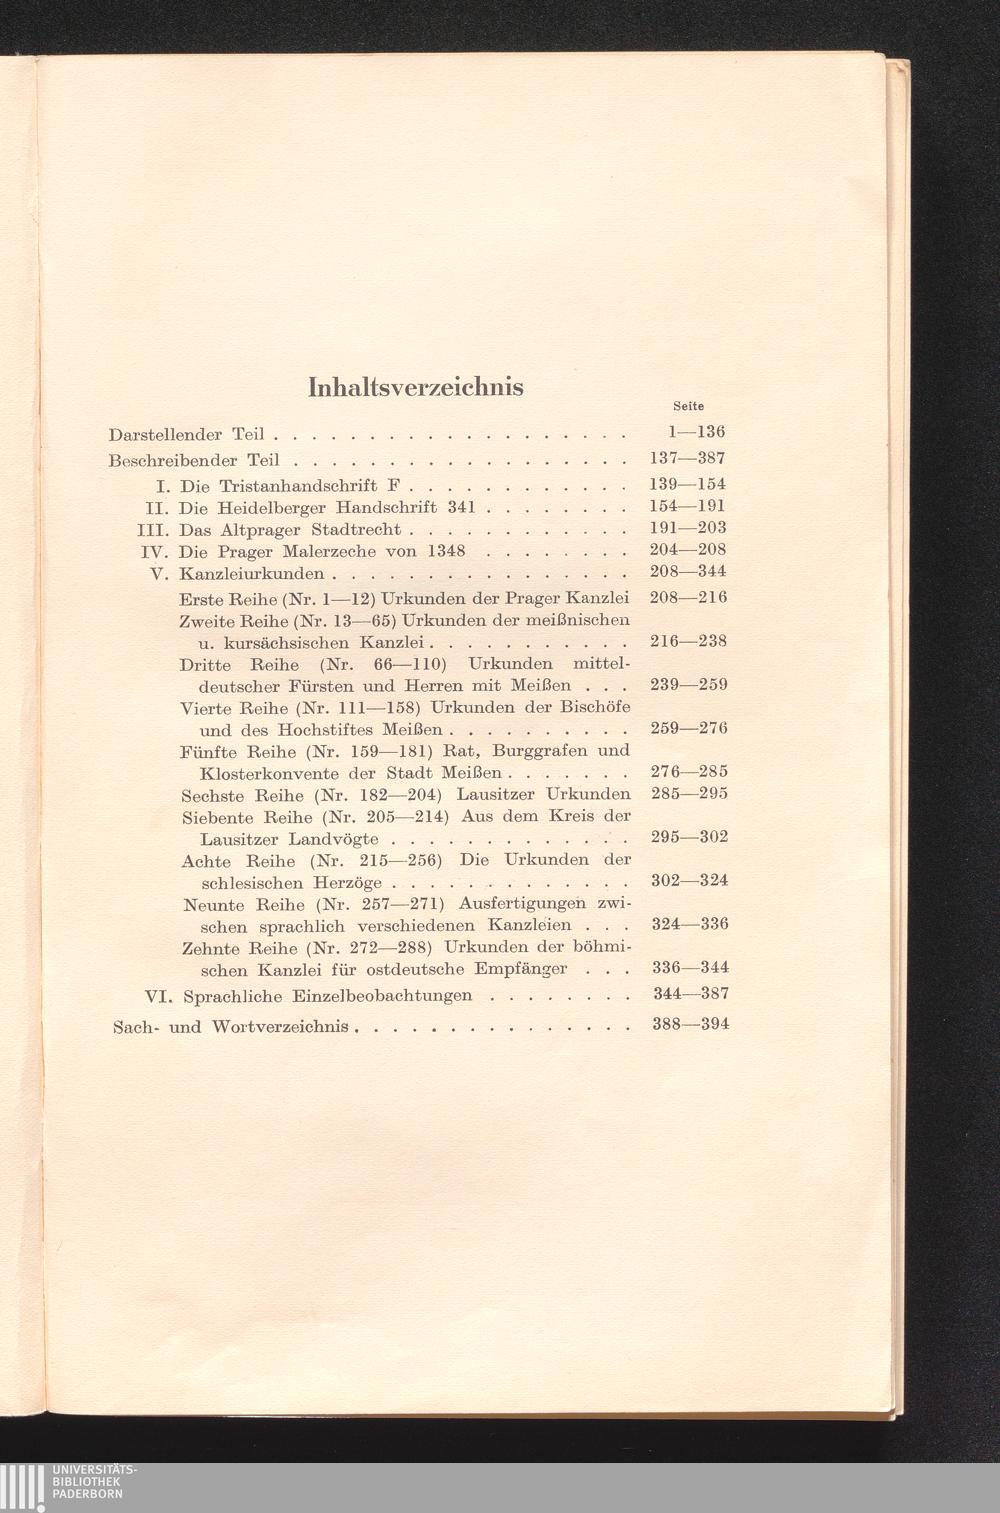 Inhaltsverzeichnis
Seite
Darstellender Teil . . . . . . . . . . . . . . . . . . . 1—136
Beschreibender Teil . . . . . . . . . . . . . . . . . . 137—387
I. Die Tristanhandschrift F . . . . . . . . . . . . 139—154
II. Die Heidelberger Handschrift 341 . . . . . . . . 154—191
III. Das Altprager Stadtrecht . . . . . . . . . . . . 191—203
IV. Die Prager Malerzeche von 1348 . . . . . . . . 204—208
V. Kanzleiurkunden . . . . . . . . . . . . . . . . 208—344
Erste Reihe (Nr. 1—12) Urkunden der Prager Kanzlei 208—216
Zweite Reihe (Nr. 13—65) Urkunden der meißnischen
u. kursächsischen Kanzlei . . . . . . . . . . . 216—238
Dritte Reihe (Nr. 66—110) Urkunden mittel-
deutscher Fürsten und Herren mit Meißen . . . 239—259
Vierte Reihe (Nr. 111—158) Urkunden der Bischöfe
und des Hochstiftes Meißen . . . . . . . . . . 259—276
Fünfte Reihe (Nr. 159—181) Rat, Burggrafen und
Klosterkonvente der Stadt Meißen . . . . . . . 276—285
Sechste Reihe (Nr. 182—204) Lausitzer Urkunden 285—295
Siebente Reihe (Nr. 205—214) Aus dem Kreis der
Lausitzer Landvögte . . . . . . . . . . . . . 295—302
Achte Reihe (Nr. 215—256) Die Urkunden der
schlesischen Herzöge . . . . . . . . . . . . . 302—324
Neunte Reihe (Nr. 257—271) Ausfertigungen zwi-
schen sprachlich verschiedenen Kanzleien . . . 324—336
Zehnte Reihe (Nr. 272—288) Urkunden der böhmi-
schen Kanzlei für ostdeutsche Empfänger . . . 336—344
VI. Sprachliche Einzelbeobachtungen . . . . . . . . 344—387
Sach- und Wortverzeichnis . . . . . . . . . . . . . . . 388—394
UNIVERSITÄTS-
BIBLIOTHEK
PADERBORN